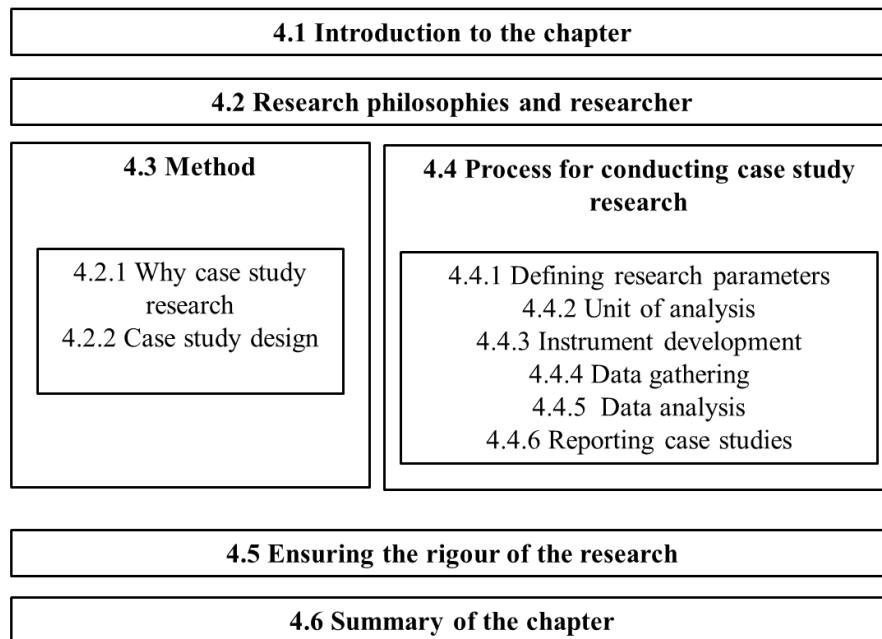 4.1 Introduction to the chapter
4.2 Research philosophies and researcher
4.3 Method
4.2.1 Why case study
research
4.2.2 Case study design
4.4 Process for conducting case study
research
4.4.1 Defining research parameters
4.4.2 Unit of analysis
4.4.3 Instrument development
4.4.4 Data gathering
4.4.5 Data analysis
4.4.6 Reporting case studies
4.5 Ensuring the rigour of the research
4.6 Summary of the chapter